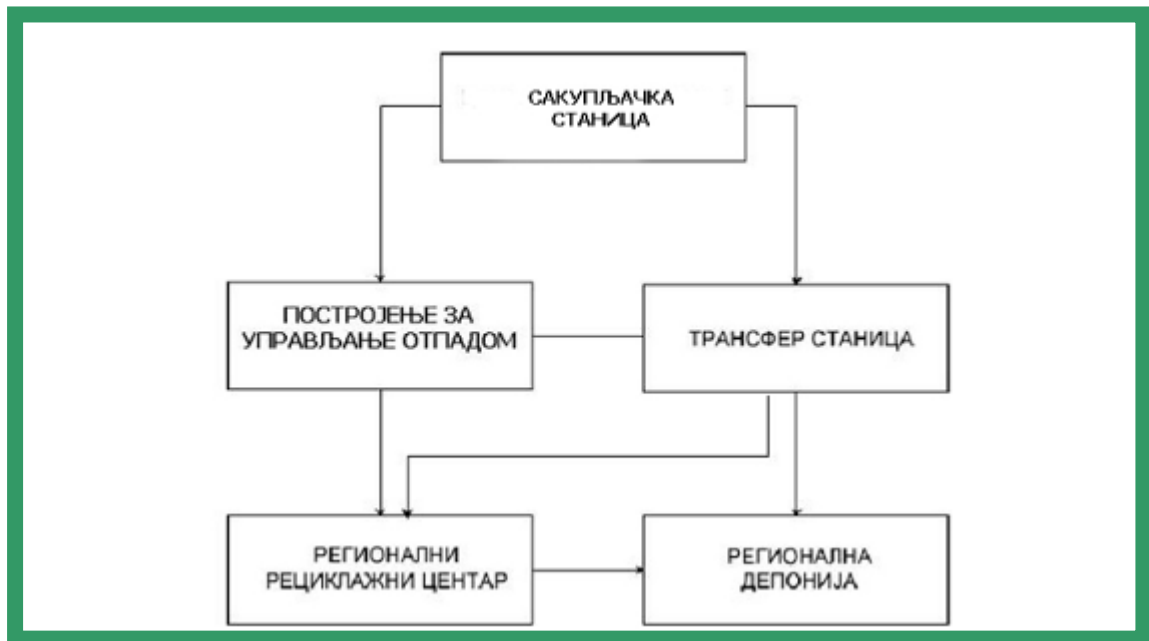 САКУПЉАЧКА
СТАНИЦА
ПОСТРОЈЕЊЕ ЗА
УПРАВЉАЊЕ ОТПАДОМ
ТРАНСФЕР СТАНИЦА
РЕГИОНАЛНИ
РЕЦИКЛАЖНИ ЦЕНТАР
РЕГИОНАЛНА
ДЕПОНИЈА